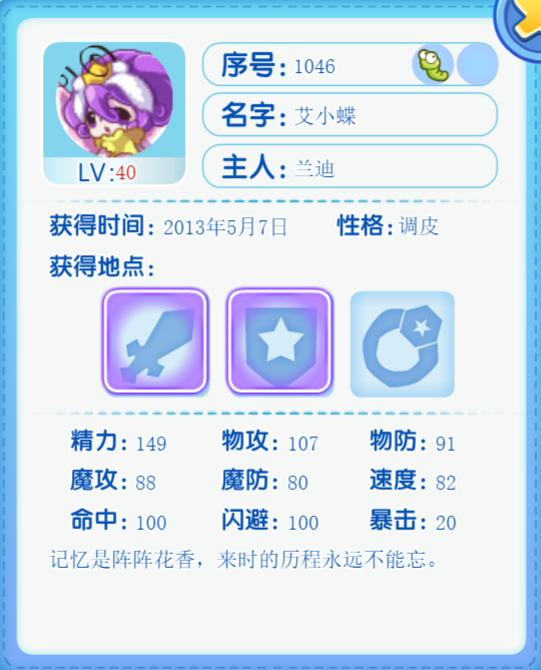 序号: 1046
名字: 艾小蝶
主人: 兰迪
LV:40
获得时间: 2013年5月7日 性格: 调皮
获得地点:
精力: 149 物攻: 107 物防: 91
魔攻: 88 魔防: 80 速度: 82
命中: 100 闪避: 100 暴击: 20
记忆是阵阵花香，来时的历程永远不能忘。